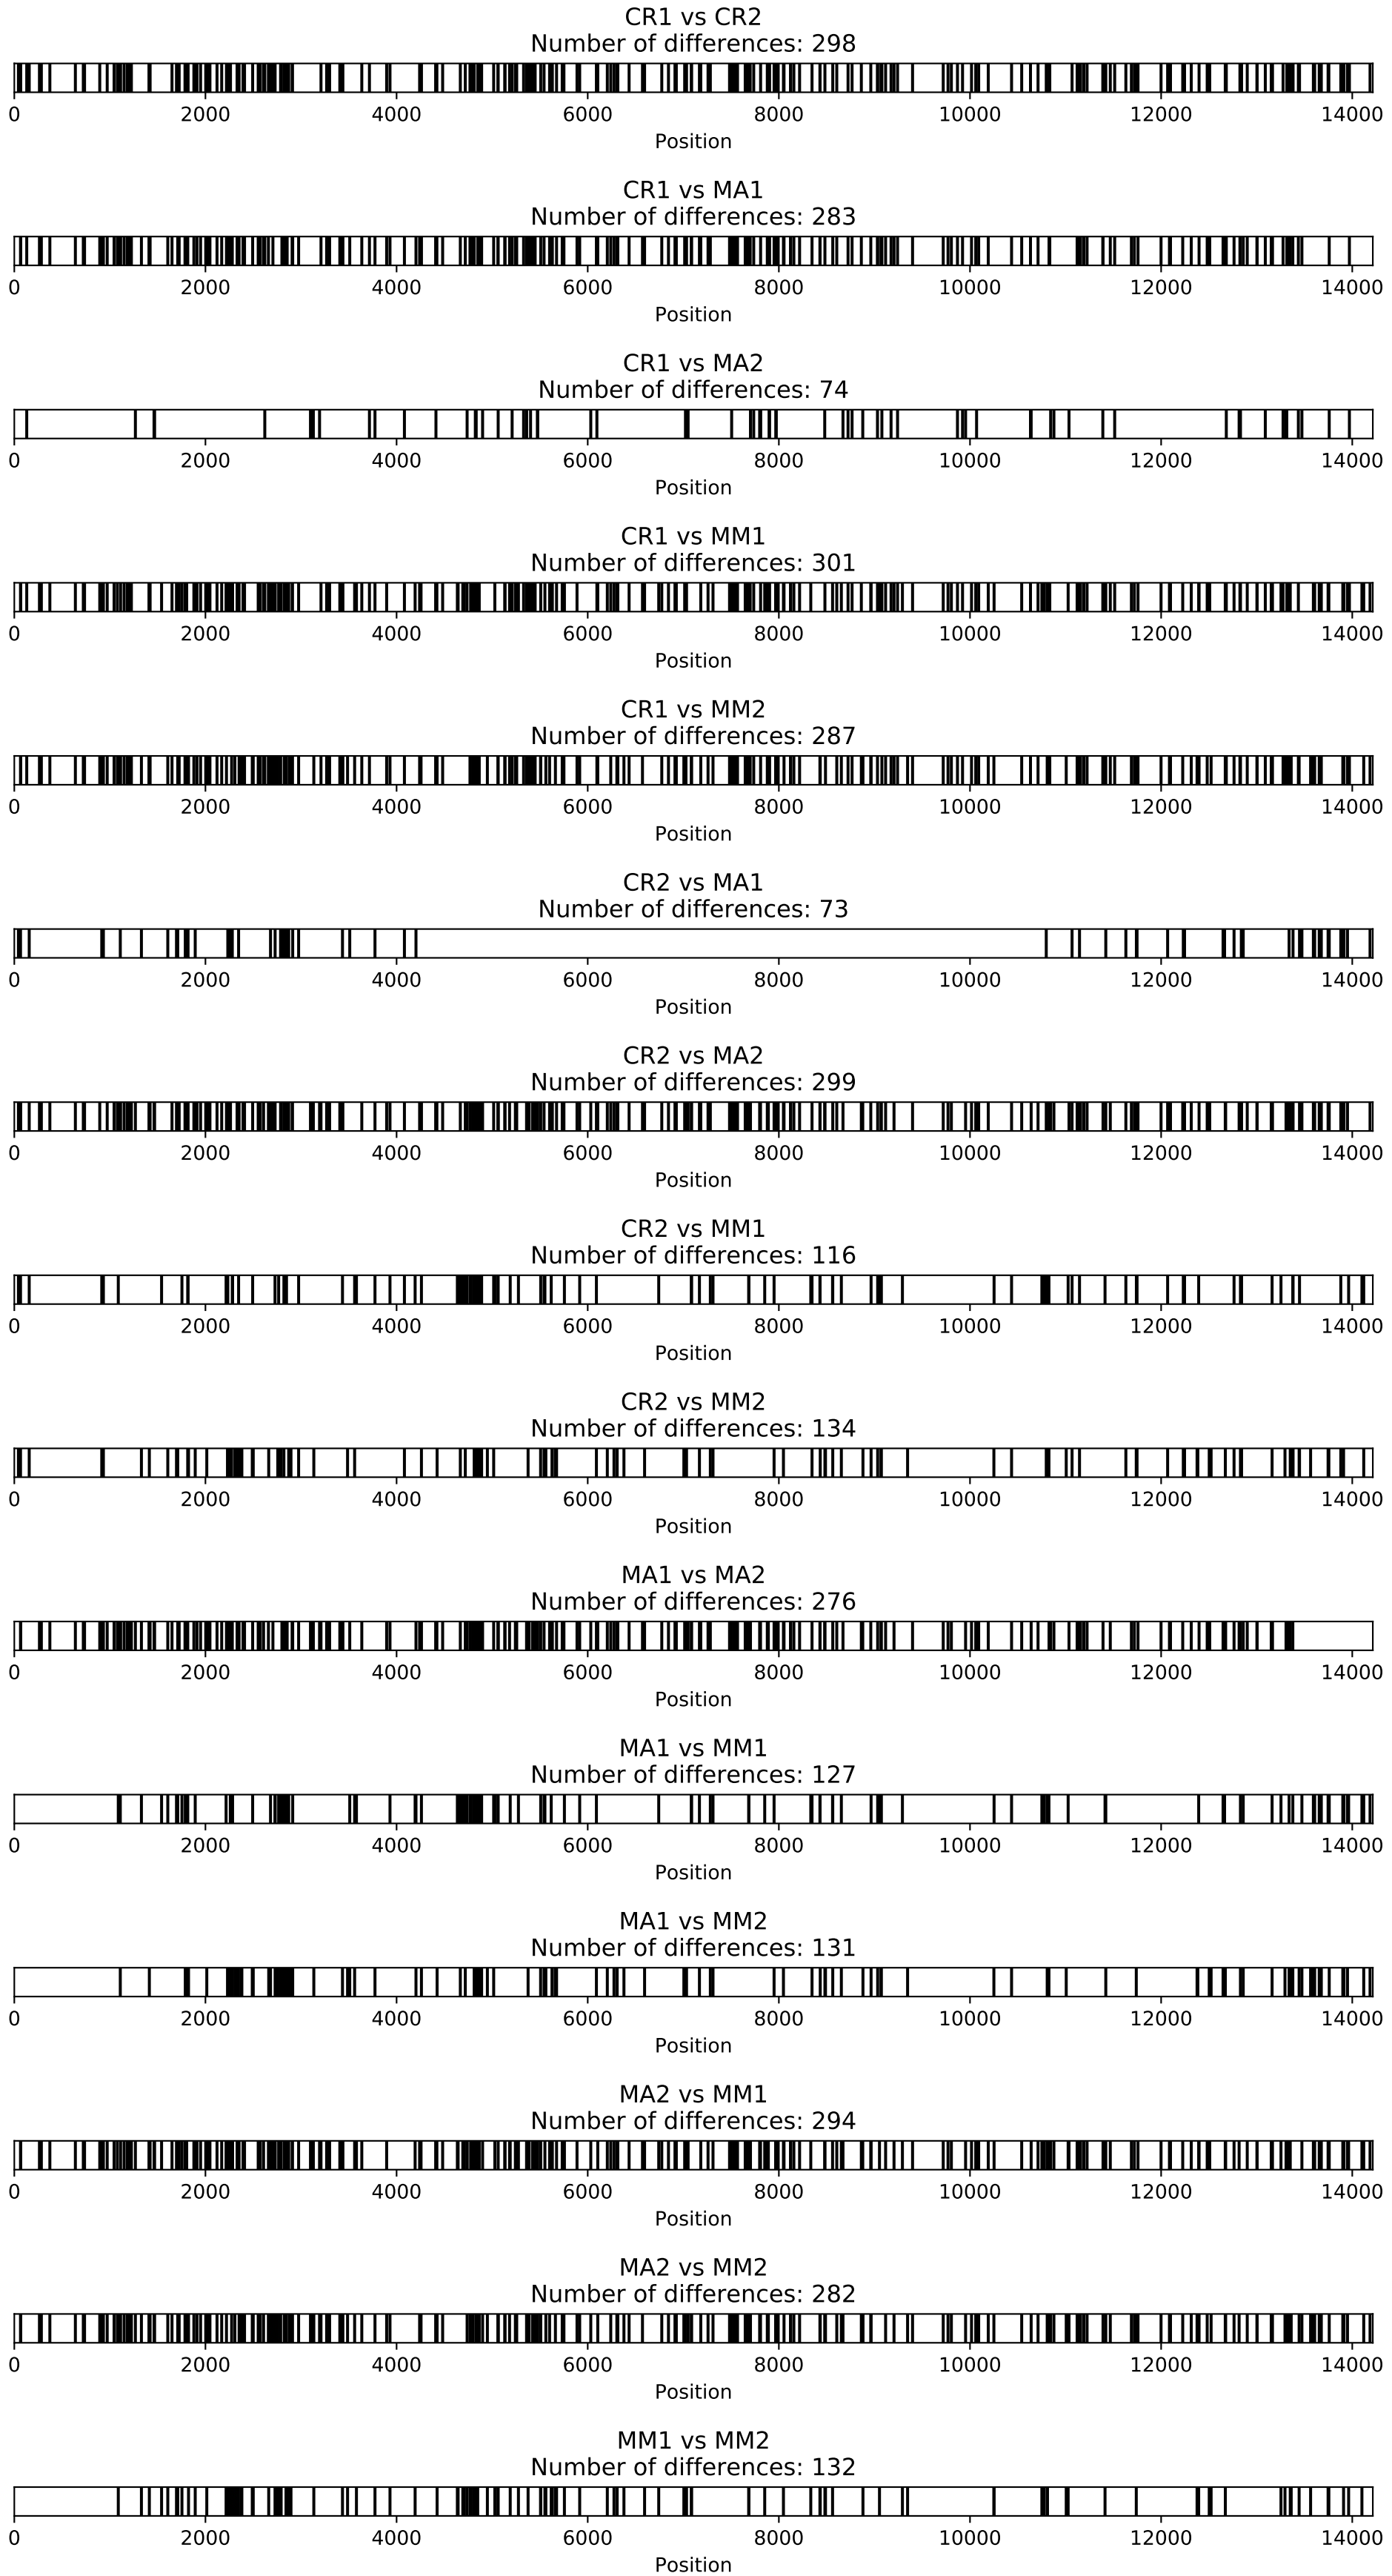 CR1 vs CR2
Number of differences: 298
0 2000 4000 6000 8000 10000 12000 14000
Position
CR1 vs MA1
Number of differences: 283
0 2000 4000 6000 8000 10000 12000 14000
Position
CR1 vs MA2
Number of differences: 74
0 2000 4000 6000 8000 10000 12000 14000
Position
CR1 vs MM1
Number of differences: 301
0 2000 4000 6000 8000 10000 12000 14000
Position
CR1 vs MM2
Number of differences: 287
0 2000 4000 6000 8000 10000 12000 14000
Position
CR2 vs MA1
Number of differences: 73
0 2000 4000 6000 8000 10000 12000 14000
Position
CR2 vs MA2
Number of differences: 299
0 2000 4000 6000 8000 10000 12000 14000
Position
CR2 vs MM1
Number of differences: 116
0 2000 4000 6000 8000 10000 12000 14000
Position
CR2 vs MM2
Number of differences: 134
0 2000 4000 6000 8000 10000 12000 14000
Position
MA1 vs MA2
Number of differences: 276
0 2000 4000 6000 8000 10000 12000 14000
Position
MA1 vs MM1
Number of differences: 127
0 2000 4000 6000 8000 10000 12000 14000
Position
MA1 vs MM2
Number of differences: 131
0 2000 4000 6000 8000 10000 12000 14000
Position
MA2 vs MM1
Number of differences: 294
0 2000 4000 6000 8000 10000 12000 14000
Position
MA2 vs MM2
Number of differences: 282
0 2000 4000 6000 8000 10000 12000 14000
Position
MM1 vs MM2
Number of differences: 132
0 2000 4000 6000 8000 10000 12000 14000
Position